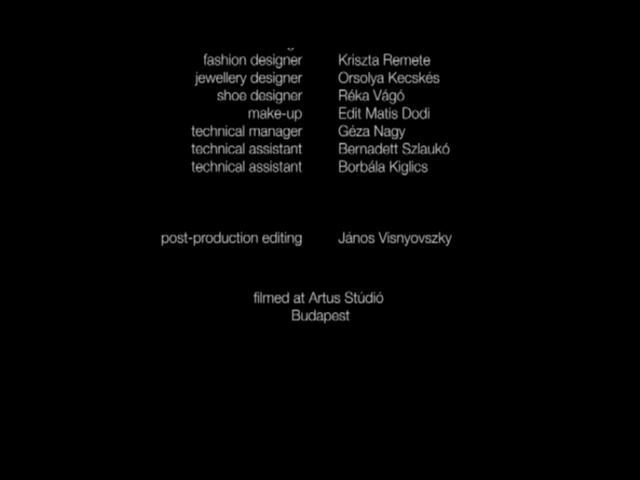 fashion designer Kriszta Remete
jewellery designer Orsolya Kecskés
shoe designer Réka Vágó
make-up Edit Matis Dodi
technical manager Géza Nagy
technical assistant Bernadett Szlaukó
technical assistant Borbála Kiglics
post-production editing János Visnyovszky
filmed at Artus Stúdió
Budapest